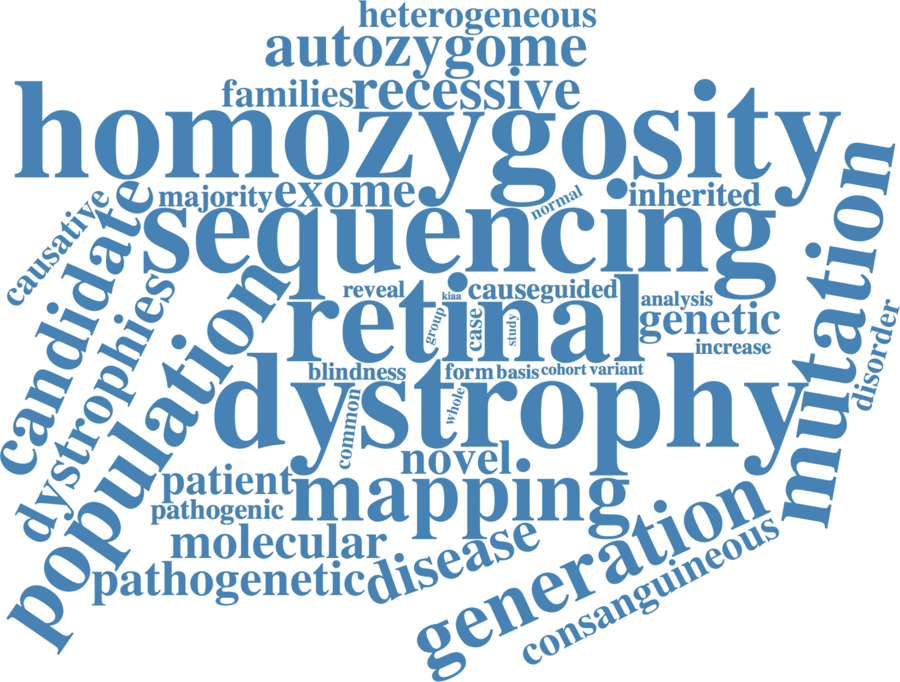 heterogeneous
autozygome
families recessive
homozygosity
majority exome normal inherited
causative
candidate
sequencing
mutation
dystrophies
population
reveal kiaa cause guided
retinal
group case study
analysis
genetic
increase
disorder
blindness form basis cohort variant
dystrophy
common whole
novel
patient mapping
pathogenic
molecular
pathogenetic disease
generation
consanguineous